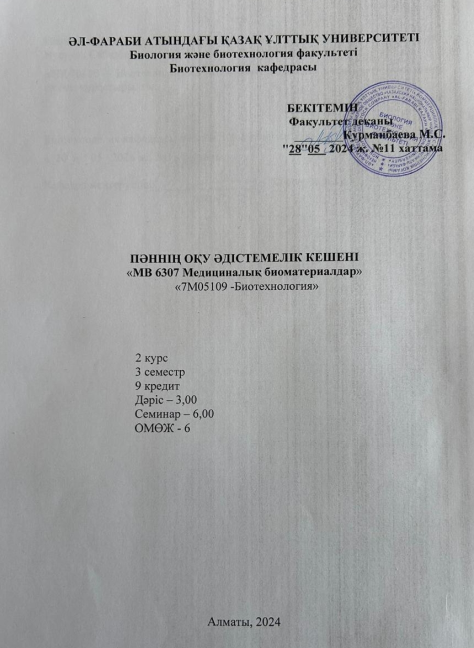 ӘЛ-ФАРАБИ АТЫНДАҒЫ ҚАЗАҚ ҰЛТТЫҚ УНИВЕРСИТЕТІ
Биология және биотехнология факультеті
Биотехнология кафедрасы
БЕКІТЕМІН
Факультет деканы
Курманбаева М.С.
"28"05 2024 ж. №11 хаттама
БИОЛОГИЯ
ПӘННІҢ ОҚУ ӘДІСТЕМЕЛІК КЕШЕНІ
«MB 6307 Медициналық биоматериалдар»
«7М05109 -Биотехнология»
2 курс
3 семестр
9 кредит
Дәріс – 3,00
Семинар – 6,00
ОМӨЖ - 6
Алматы, 2024